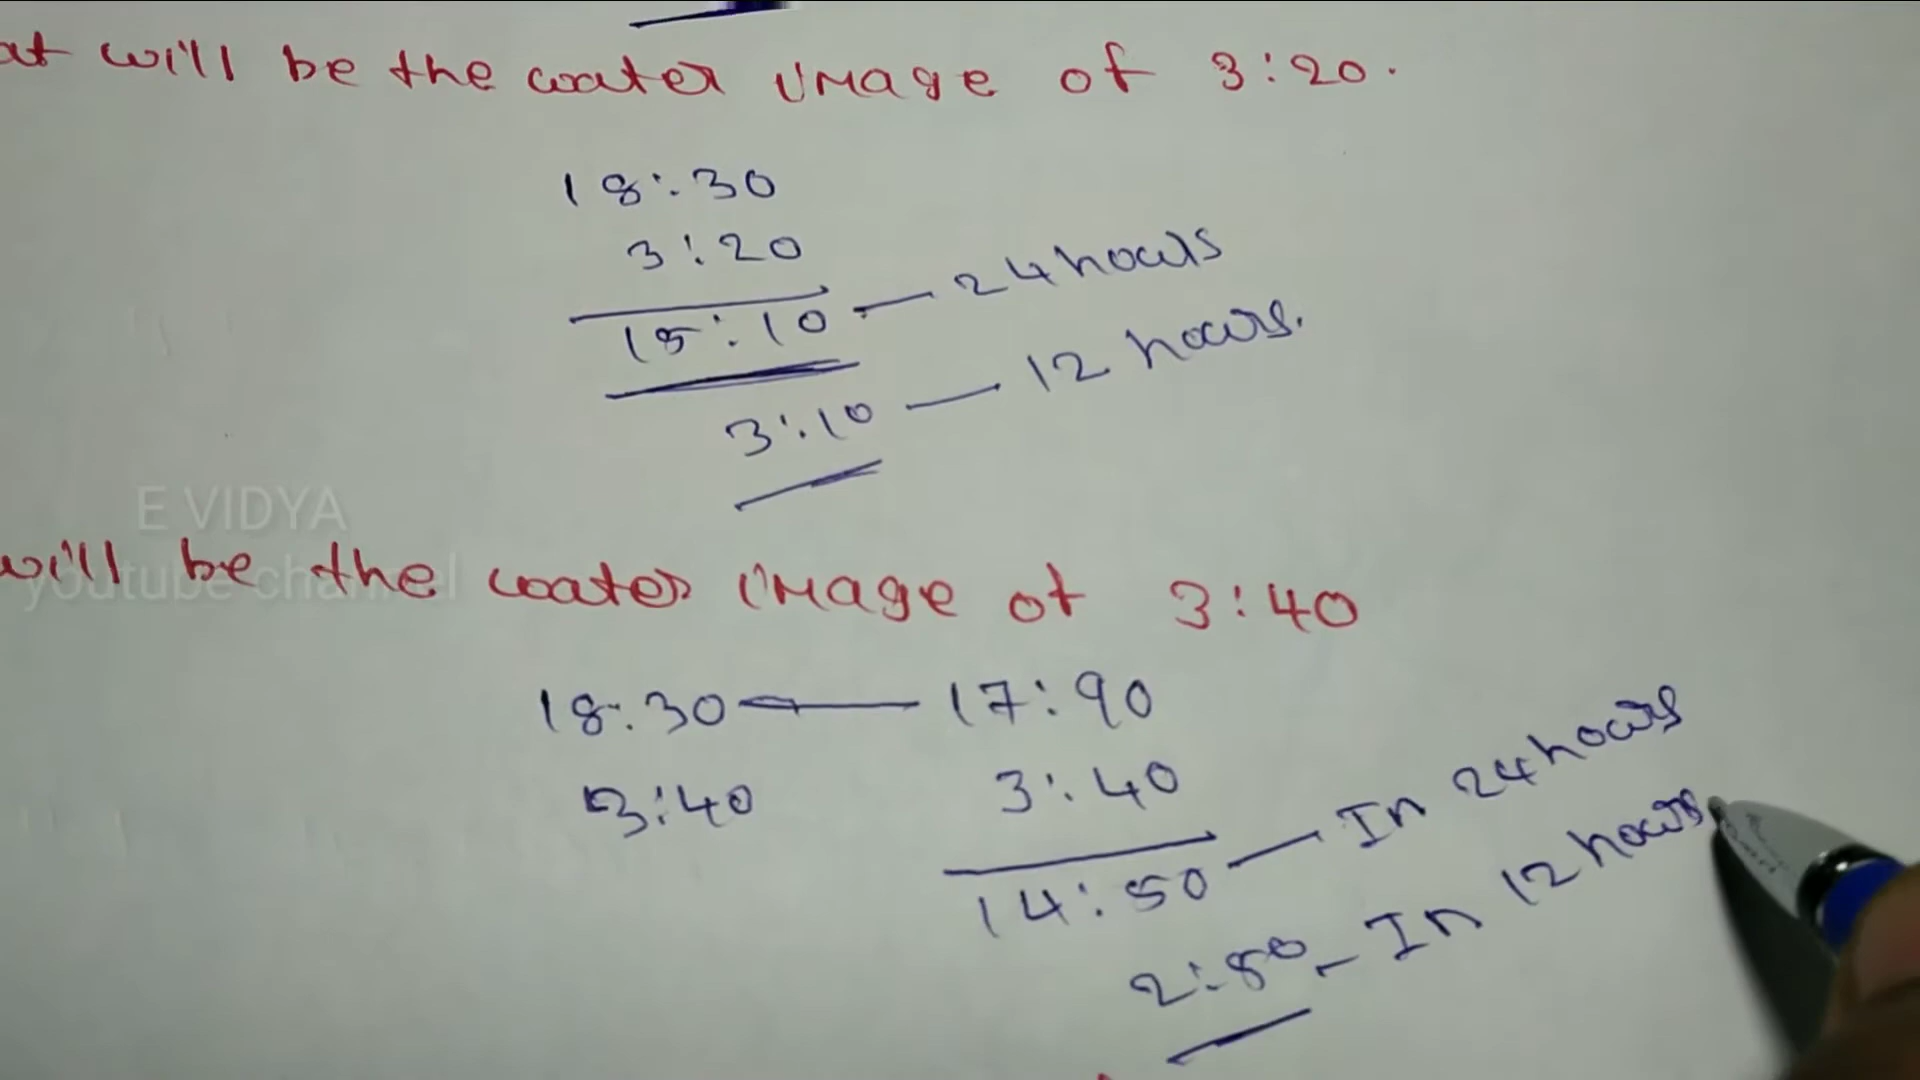 at will be the water image of 3:20.
18:30
3:20
15:10 — 24 hours
3:10 — 12 hours.
E VIDYA
youtube channel
will be the water image of 3:40
18:30 ← 17:90
3:40 3:40
14:50 — In 24 hours
2:50 — In 12 hours